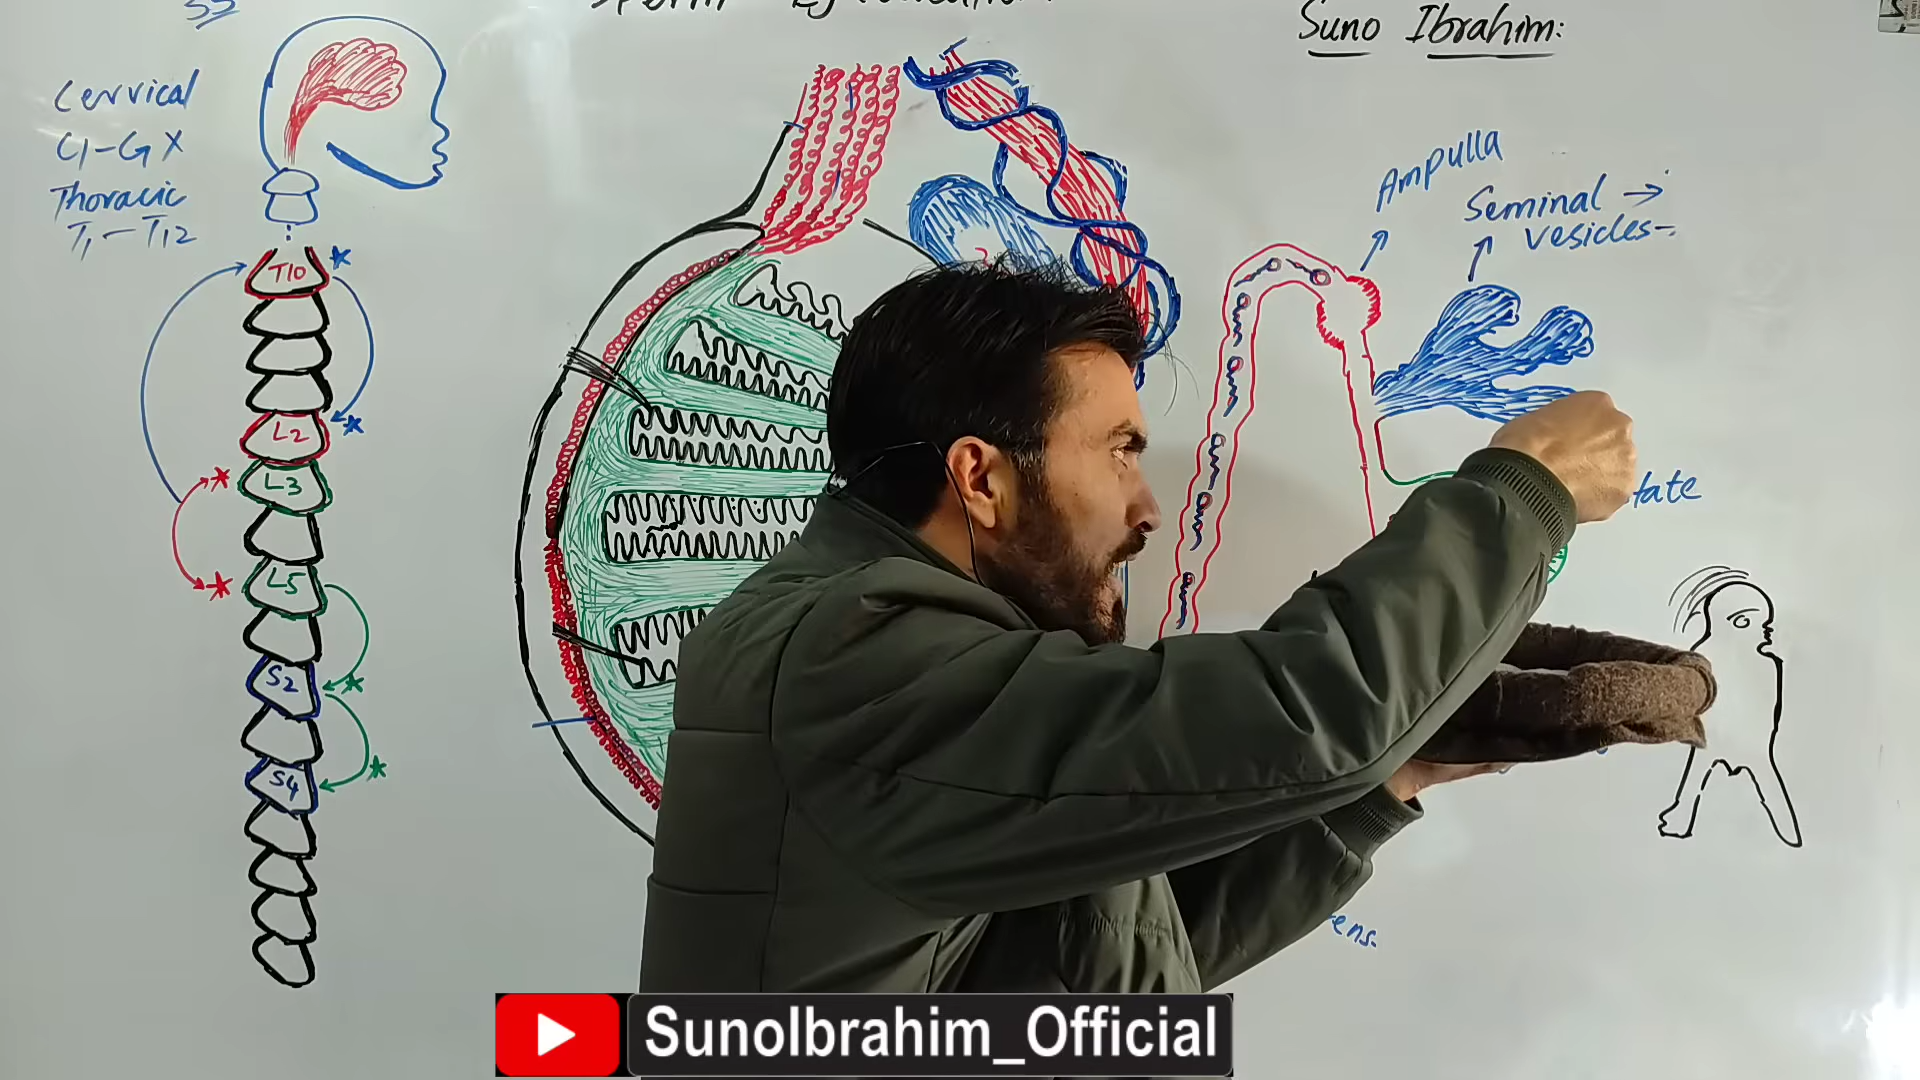 Suno Ibrahim:
Cervical
C1-C7 X
Thoracic
T1-T12
T10
L2
L3
L5
S2
S4
Ampulla
Seminal →
vesicles-.
tate
ens.
SunoIbrahim_Official